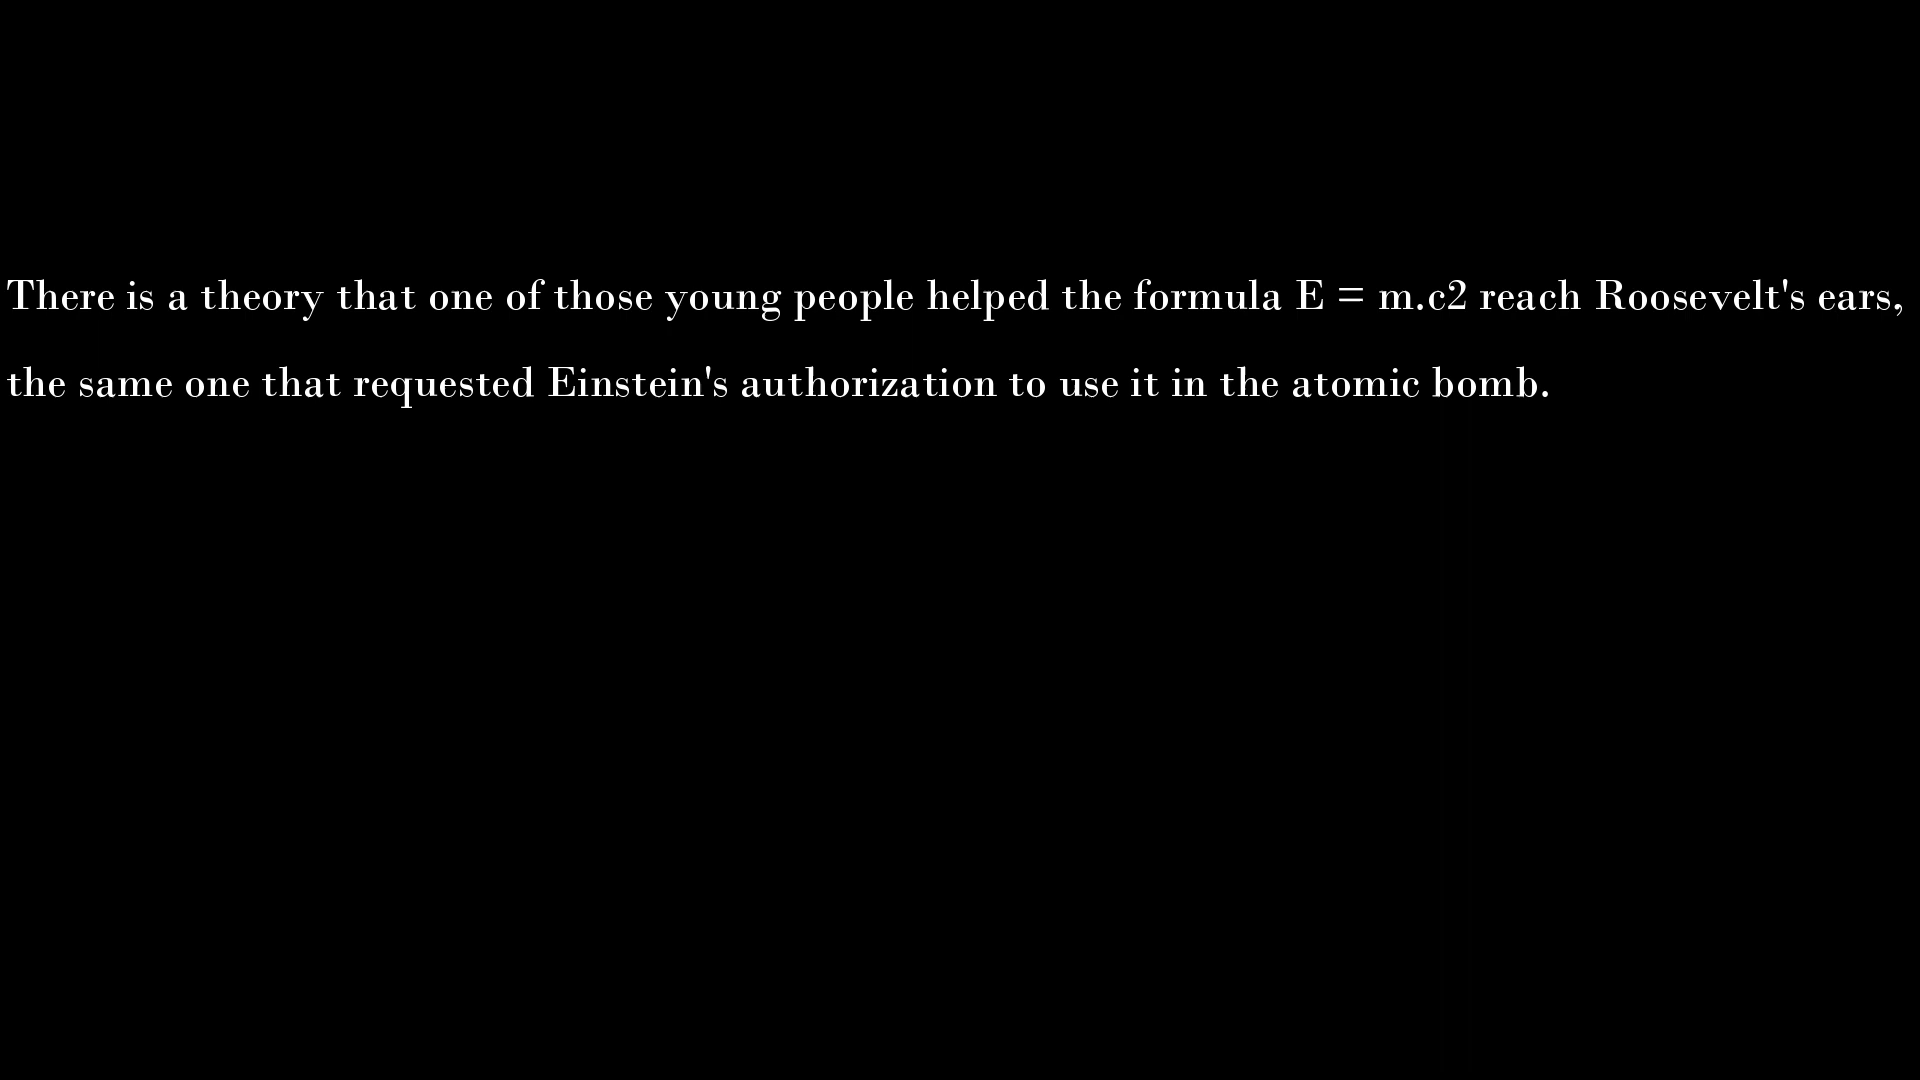 There is a theory that one of those young people helped the formula E = m.c2 reach Roosevelt's ears,
the same one that requested Einstein's authorization to use it in the atomic bomb.